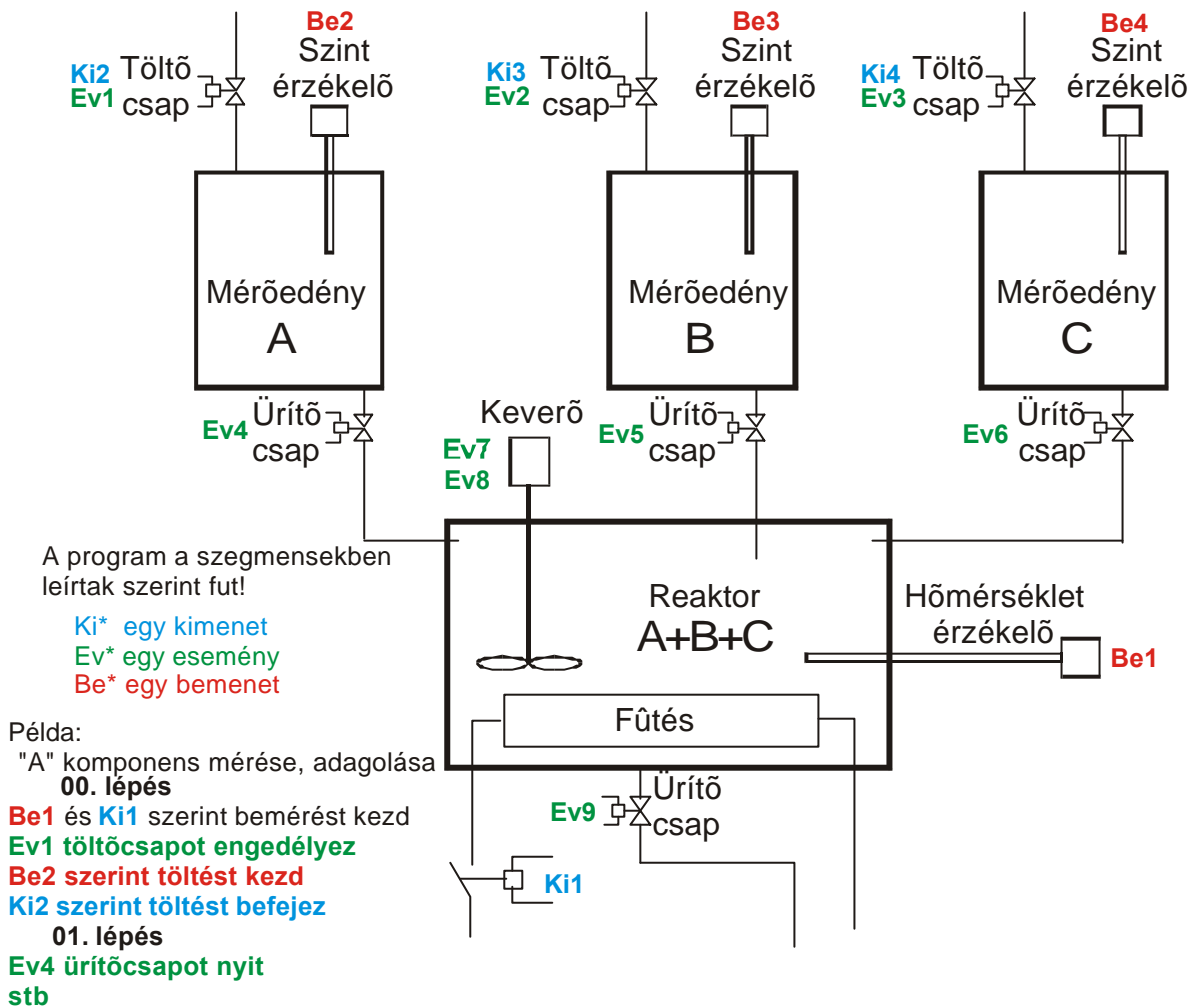 Be2
Szint
érzékelõ
Ki2 Töltõ
Ev1 csap
Mérõedény
A
Ev4 Ürítõ
csap
Be3
Szint
érzékelõ
Ki3 Töltõ
Ev2 csap
Mérõedény
B
Ev5 Ürítõ
csap
Be4
Szint
érzékelõ
Ki4 Töltõ
Ev3 csap
Mérõedény
C
Ev6 Ürítõ
csap
Keverõ
Ev7
Ev8
Reaktor
A+B+C
Hõmérséklet
érzékelõ
Be1
Fûtés
Ev9 Ürítõ
csap
Ki1
A program a szegmensekben
leírtak szerint fut!
Ki* egy kimenet
Ev* egy esemény
Be* egy bemenet
Példa:
"A" komponens mérése, adagolása
00. lépés
Be1 és Ki1 szerint bemérést kezd
Ev1 töltõcsapot engedélyez
Be2 szerint töltést kezd
Ki2 szerint töltést befejez
01. lépés
Ev4 ürítõcsapot nyit
stb